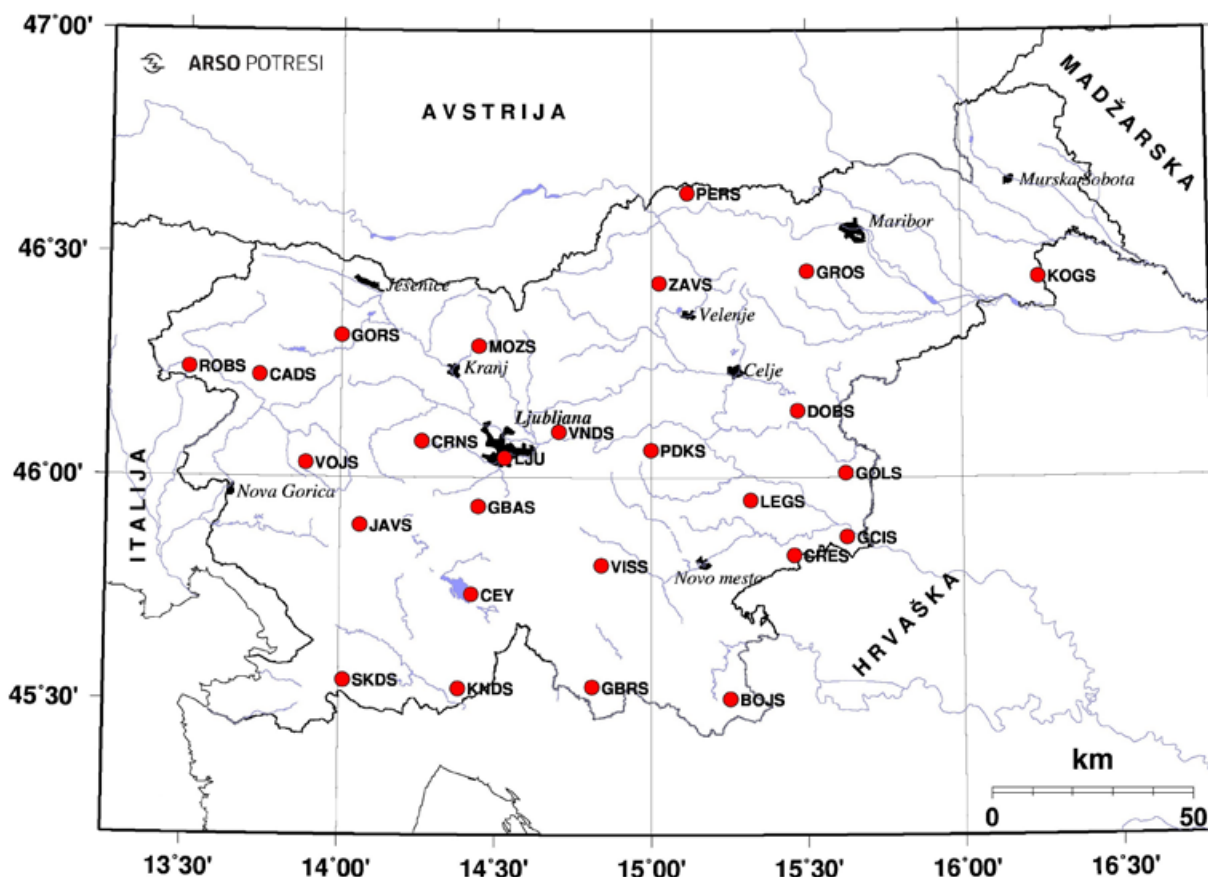 47°00'
ARSO POTRESI
AVSTRIJA
MADŽARSKA
Murska Sobota
PERS
Maribor
46°30'
GROS
KOGS
ZAVS
Jesenice
Velenje
GORS
MOZS
ROBS
CADS
Kranj
Celje
DOBS
Ljubljana
VNDS
CRNS
PDKS
LJU
VOJS
46°00'
GOLS
ITALIJA
Nova Gorica
LEGS
GBAS
JAVS
GCIS
CRES
VISS
Novo mesto
CEY
HRVAŠKA
SKDS
KNDS
GBRS
45°30'
BOJS
km
0 50
13°30' 14°00' 14°30' 15°00' 15°30' 16°00' 16°30'